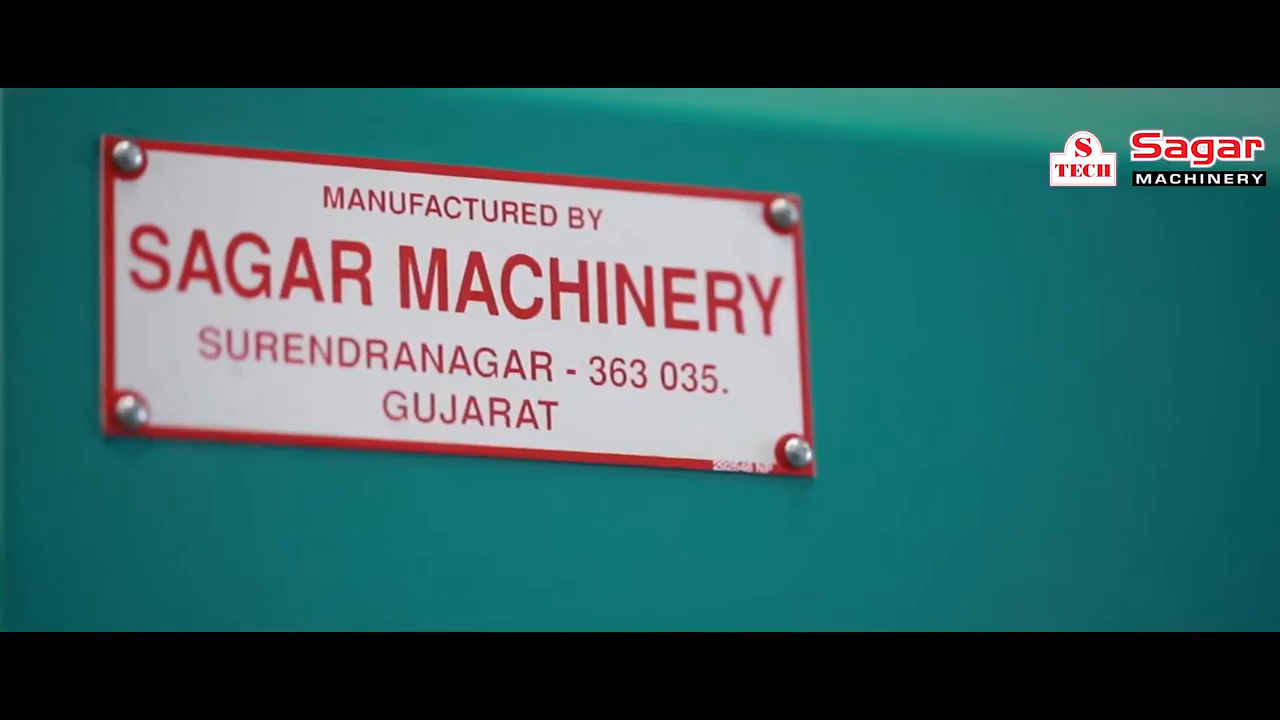 MANUFACTURED BY
SAGAR MACHINERY
SURENDRANAGAR - 363 035.
GUJARAT
S
TECH
Sagar
MACHINERY